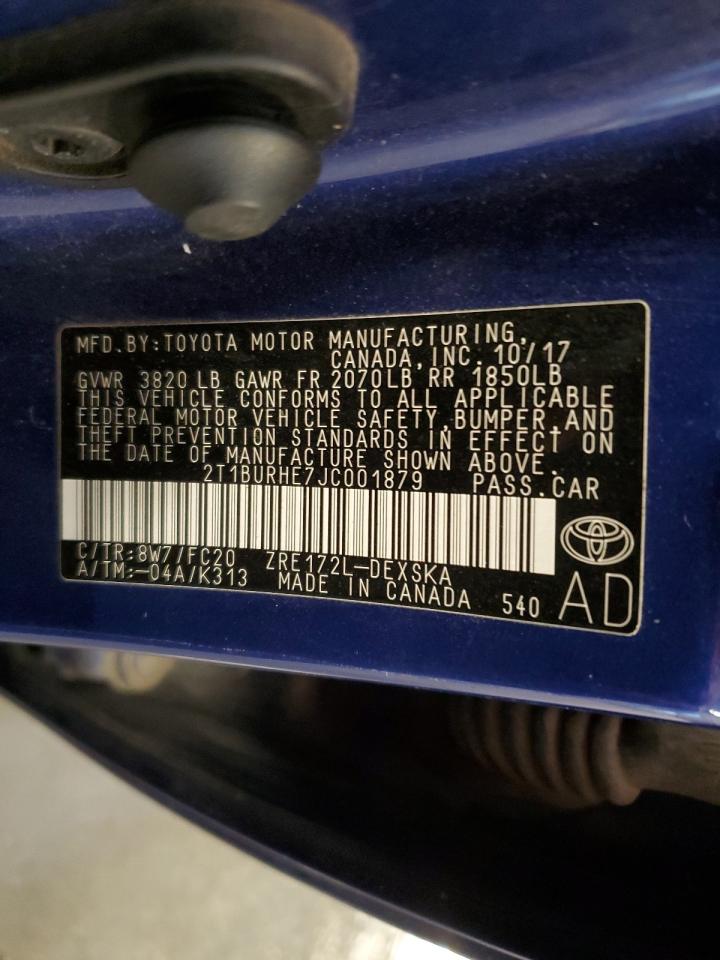 MFD.BY:TOYOTA MOTOR MANUFACTURING,
CANADA,INC. 10/17
GVWR 3820 LB GAWR FR 2070LB RR 1850LB
THIS VEHICLE CONFORMS TO ALL APPLICABLE
FEDERAL MOTOR VEHICLE SAFETY,BUMPER,AND
THEFT PREVENTION STANDARDS IN EFFECT ON
THE DATE OF MANUFACTURE SHOWN ABOVE.
2T1BURHE7JC001879 PASS.CAR
C/TR:8W7/FC20 ZRE172L-DEXSKA
A/TM:-04A/K313 MADE IN CANADA 540 AD